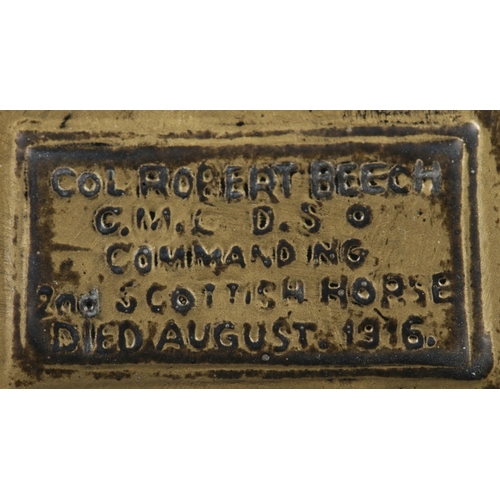 COL ROBERT BEECH
C.M.C D.S O
COMMANDING
2nd SCOTTISH HORSE
DIED AUGUST. 1916.